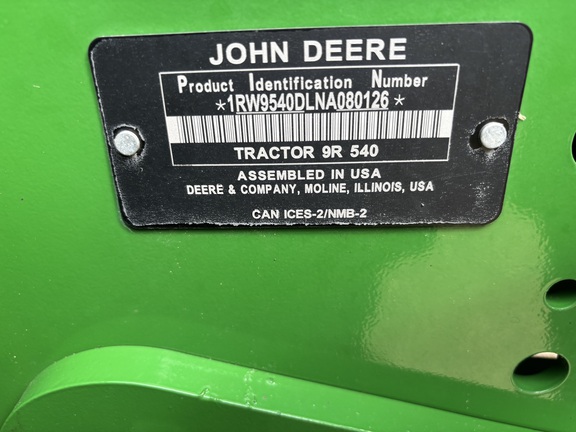 JOHN DEERE
Product Identification Number
*1RW9540DLNA080126*
TRACTOR 9R 540
ASSEMBLED IN USA
DEERE & COMPANY, MOLINE, ILLINOIS, USA
CAN ICES-2/NMB-2